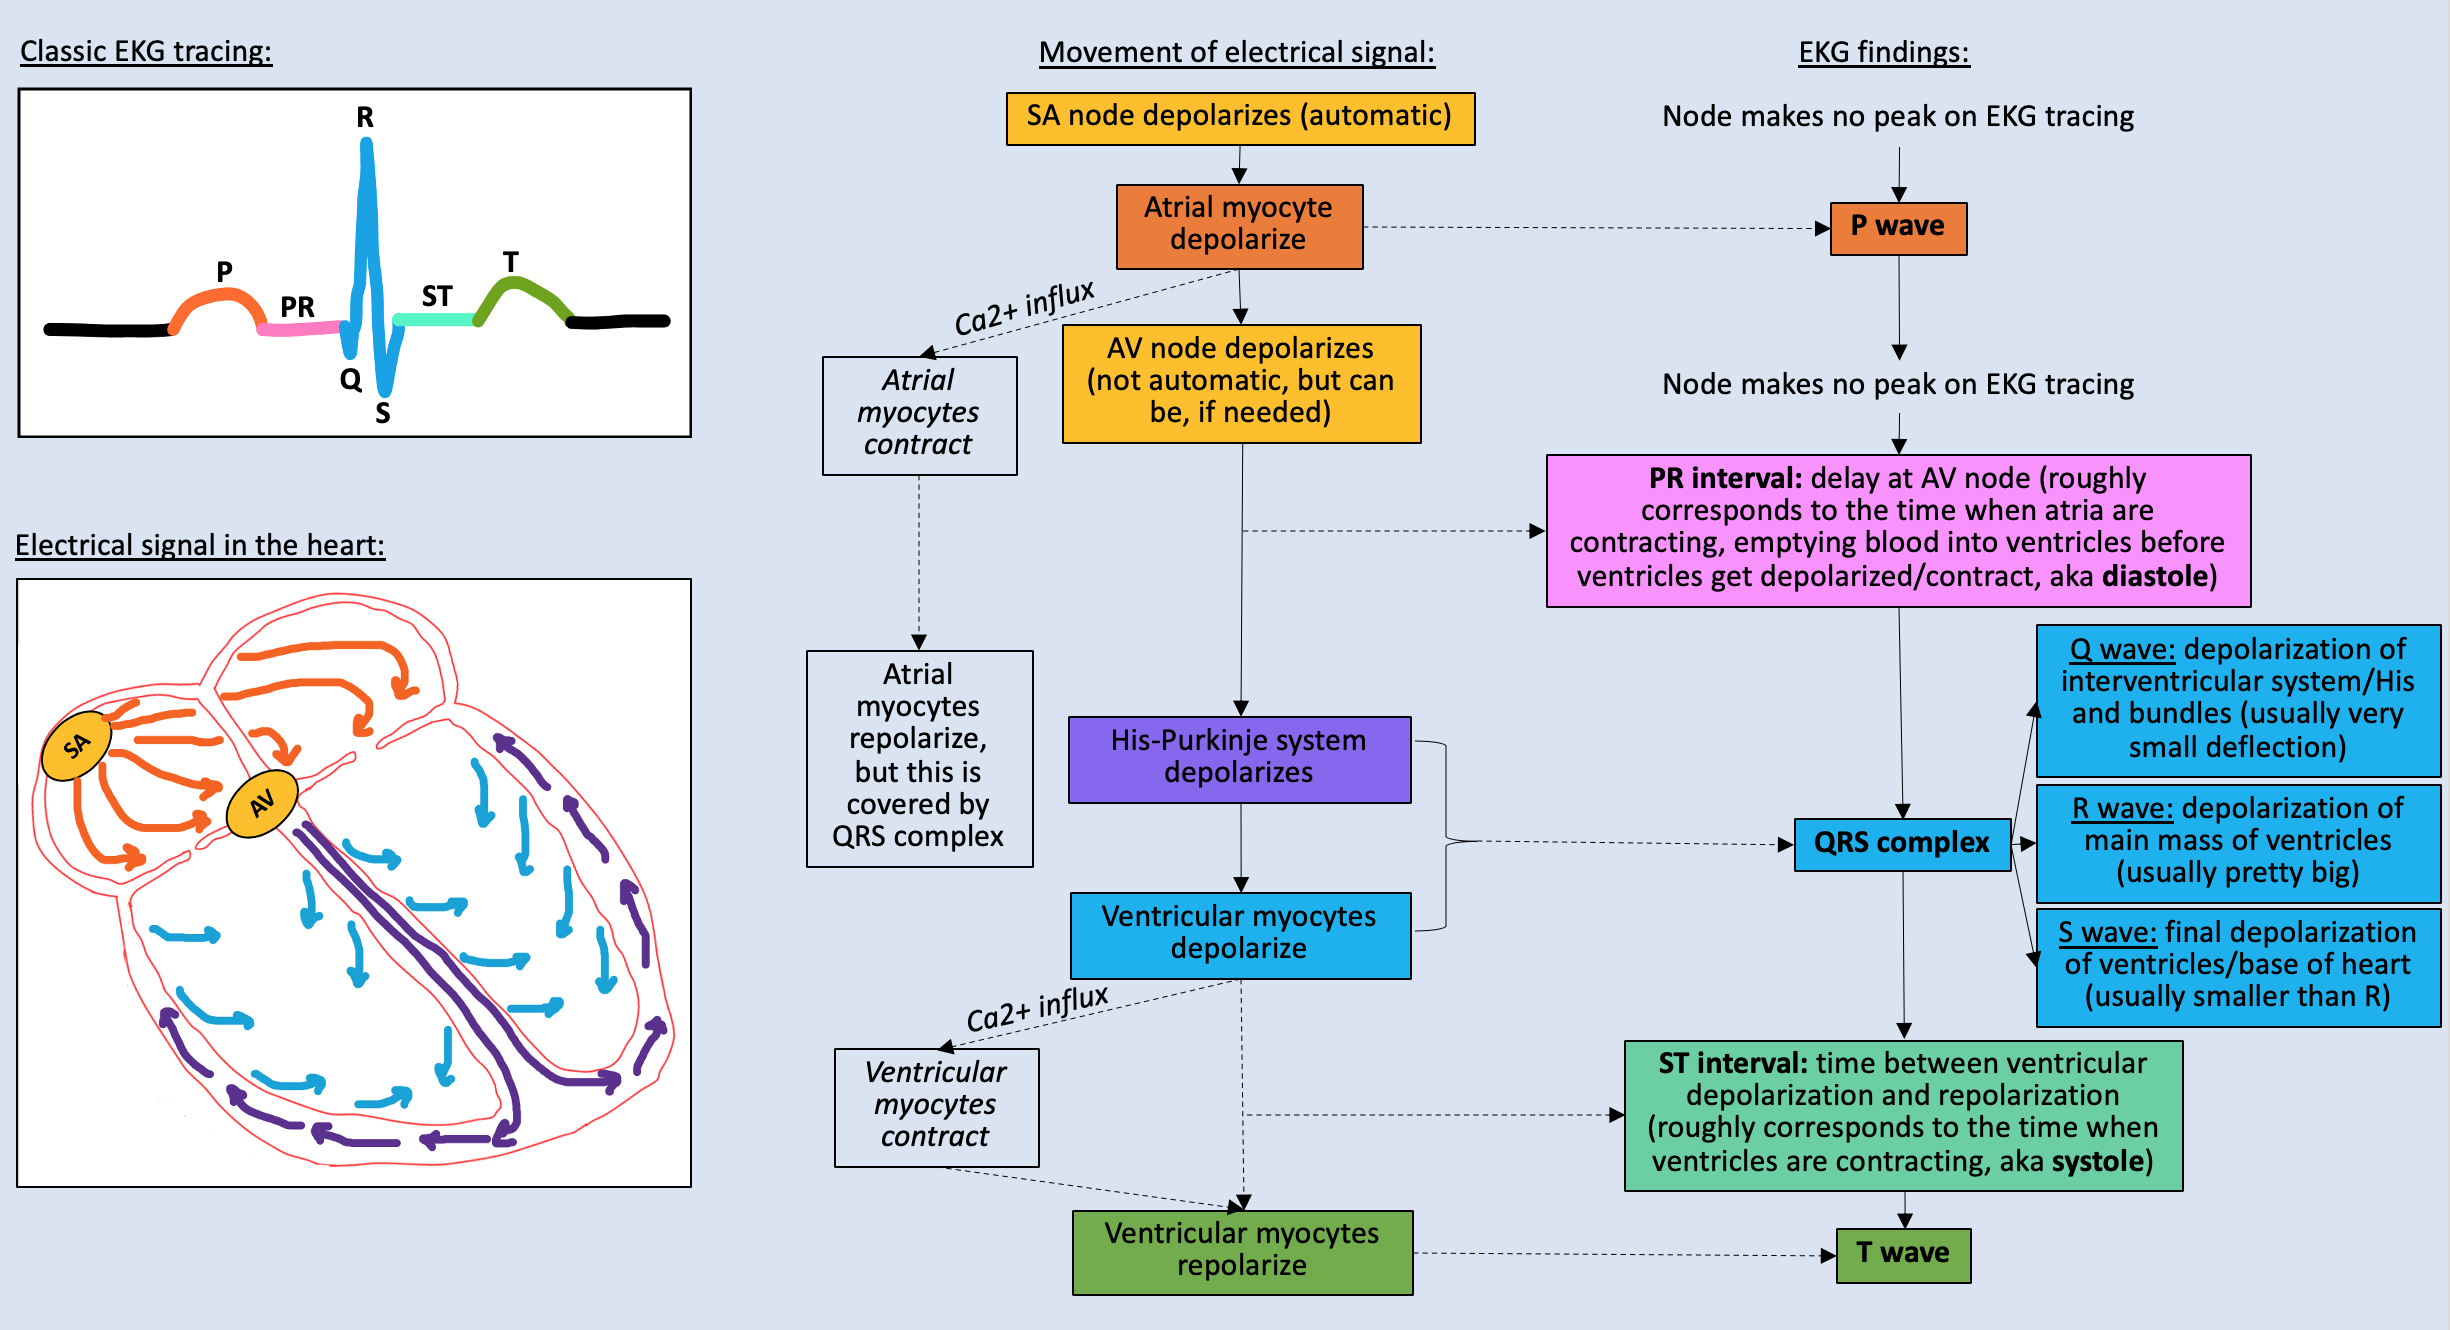 Classic EKG tracing:
R
P
PR
ST
T
Q
S
Electrical signal in the heart:
SA
AV
Movement of electrical signal:
SA node depolarizes (automatic)
Atrial myocyte
depolarize
Ca2+ influx
Atrial
myocytes
contract
AV node depolarizes
(not automatic, but can
be, if needed)
Atrial
myocytes
repolarize,
but this is
covered by
QRS complex
His-Purkinje system
depolarizes
Ventricular myocytes
depolarize
Ca2+ influx
Ventricular
myocytes
contract
Ventricular myocytes
repolarize
EKG findings:
Node makes no peak on EKG tracing
P wave
Node makes no peak on EKG tracing
PR interval: delay at AV node (roughly
corresponds to the time when atria are
contracting, emptying blood into ventricles before
ventricles get depolarized/contract, aka diastole)
QRS complex
Q wave: depolarization of
interventricular system/His
and bundles (usually very
small deflection)
R wave: depolarization of
main mass of ventricles
(usually pretty big)
S wave: final depolarization
of ventricles/base of heart
(usually smaller than R)
ST interval: time between ventricular
depolarization and repolarization
(roughly corresponds to the time when
ventricles are contracting, aka systole)
T wave